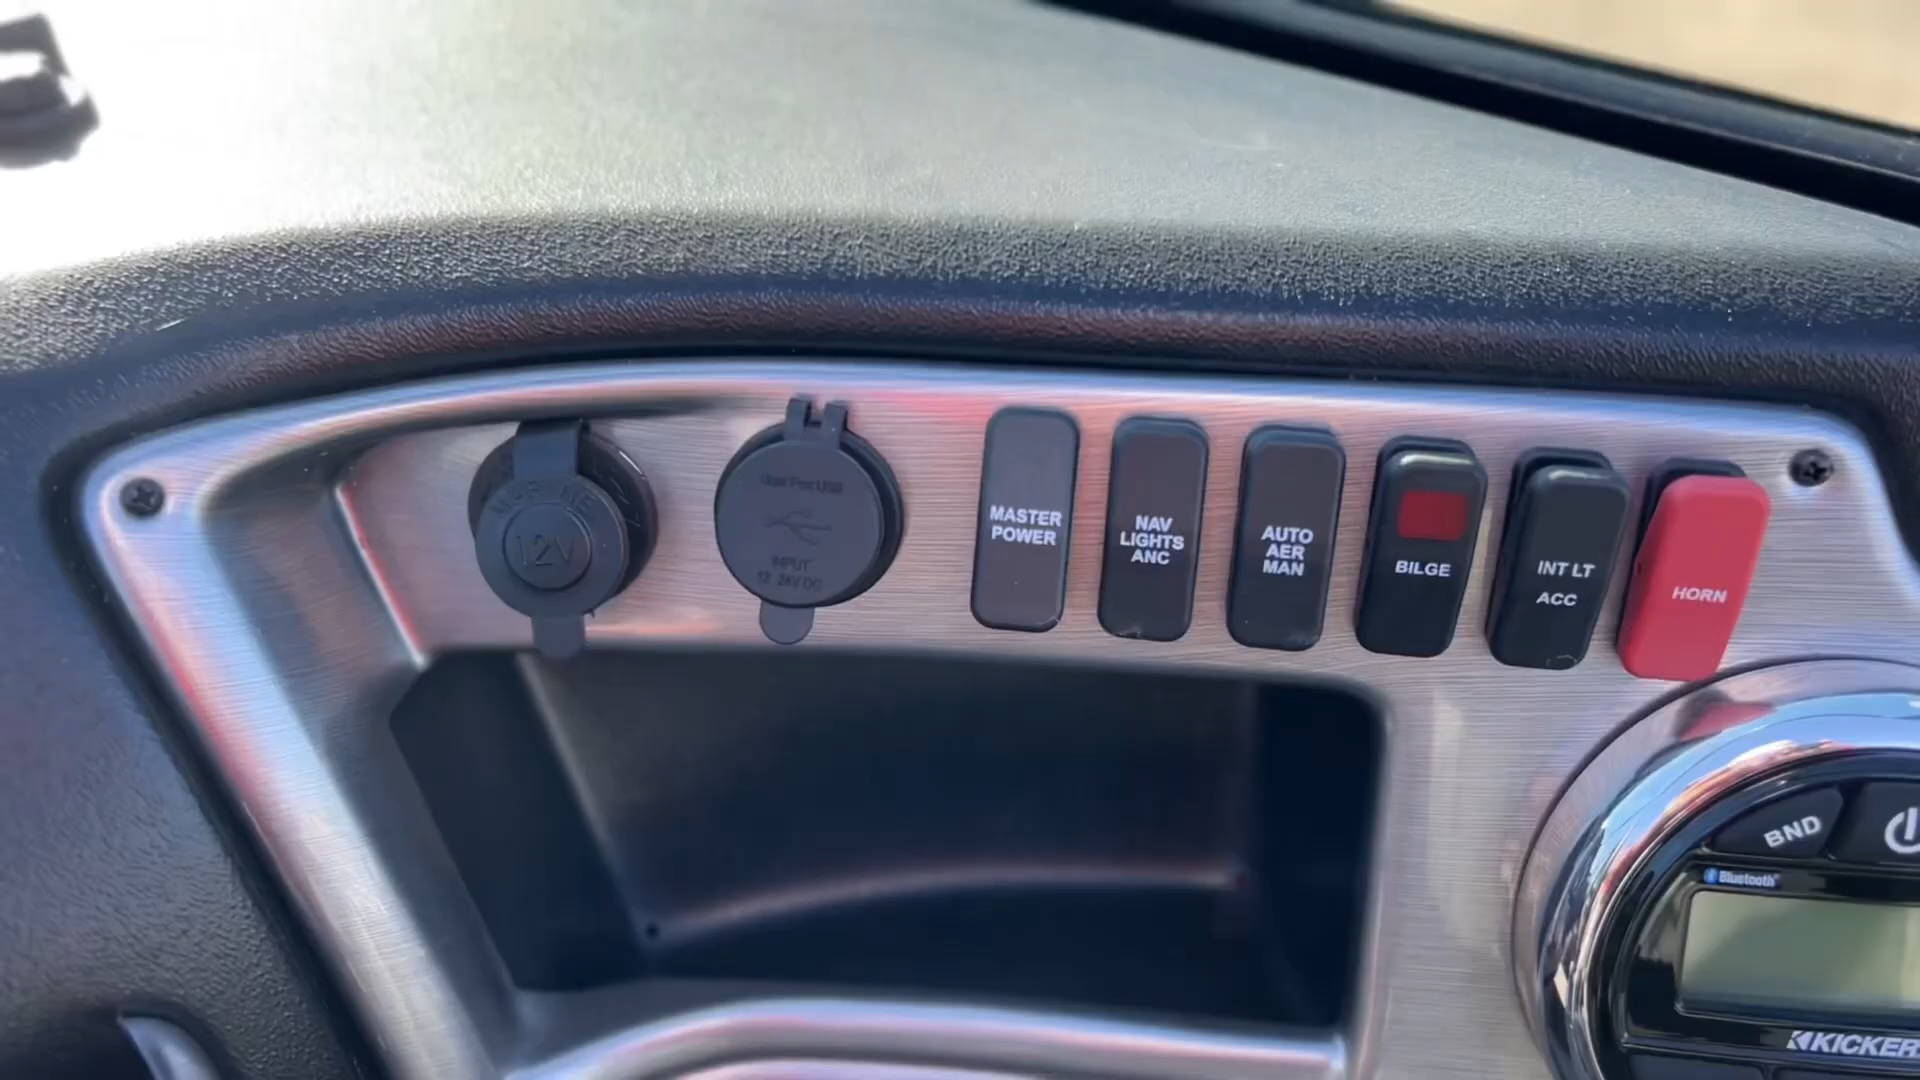 MARINE
12V
Dual Port USB
INPUT
12 24V DC
MASTER
POWER
NAV
LIGHTS
ANC
AUTO
AER
MAN
BILGE
INT LT
ACC
HORN
BND
Bluetooth
KICKER